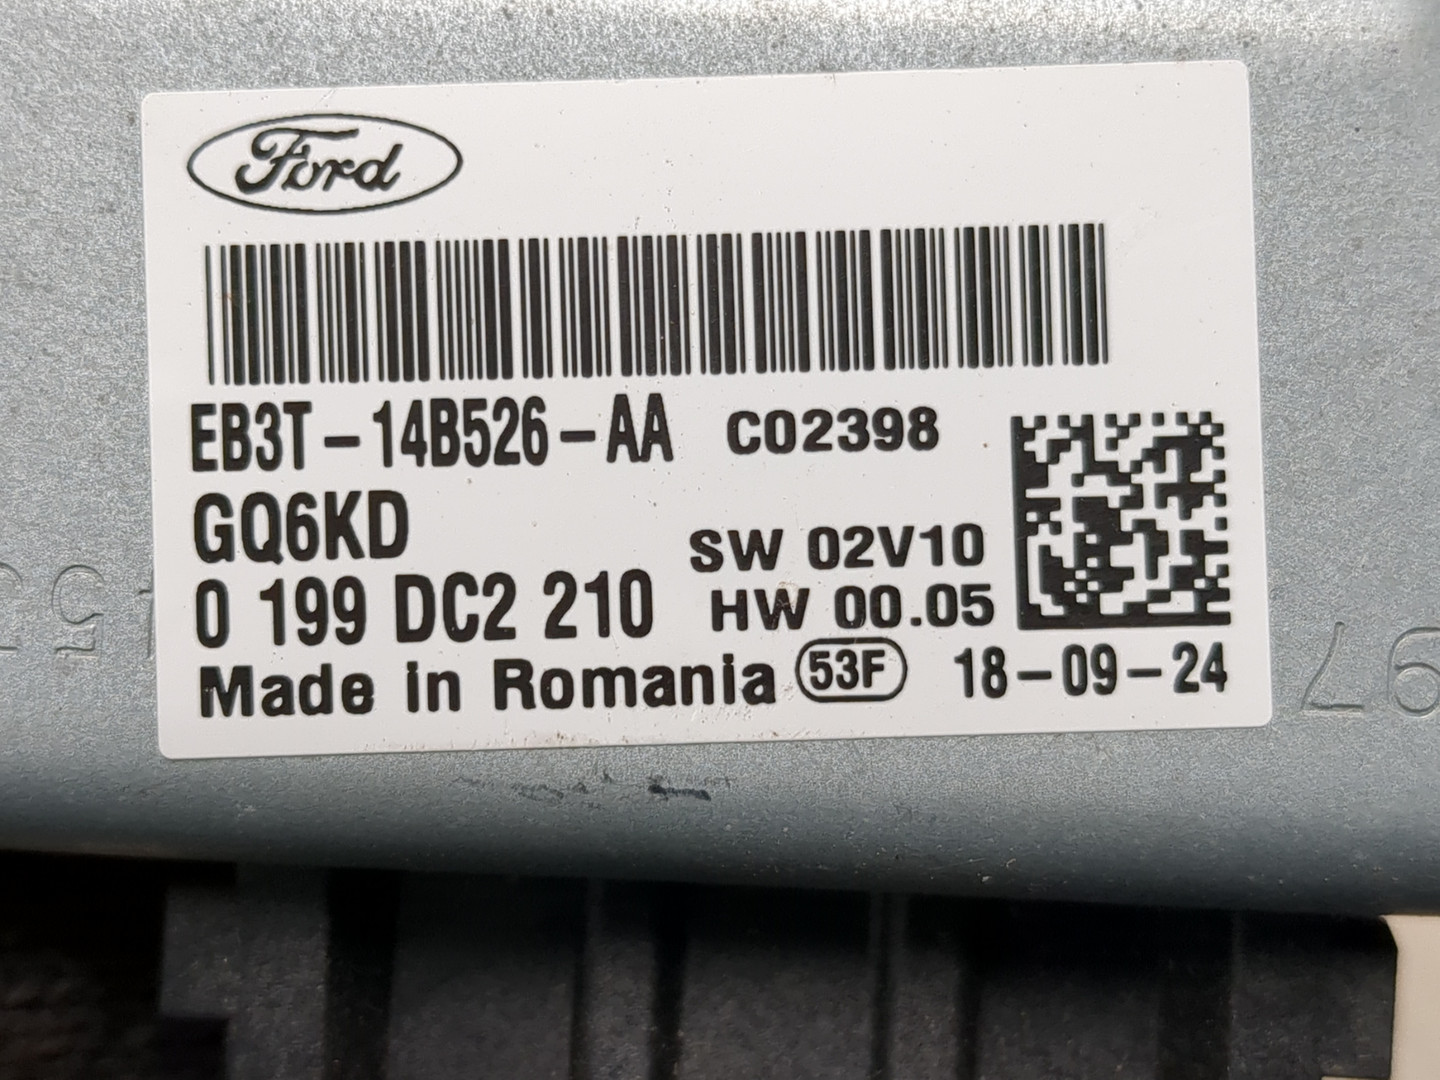 Ford
EB3T-14B526-AA C02398
GQ6KD
SW 02V10
0 199 DC2 210
HW 00.05
Made in Romania 53F 18-09-24
97